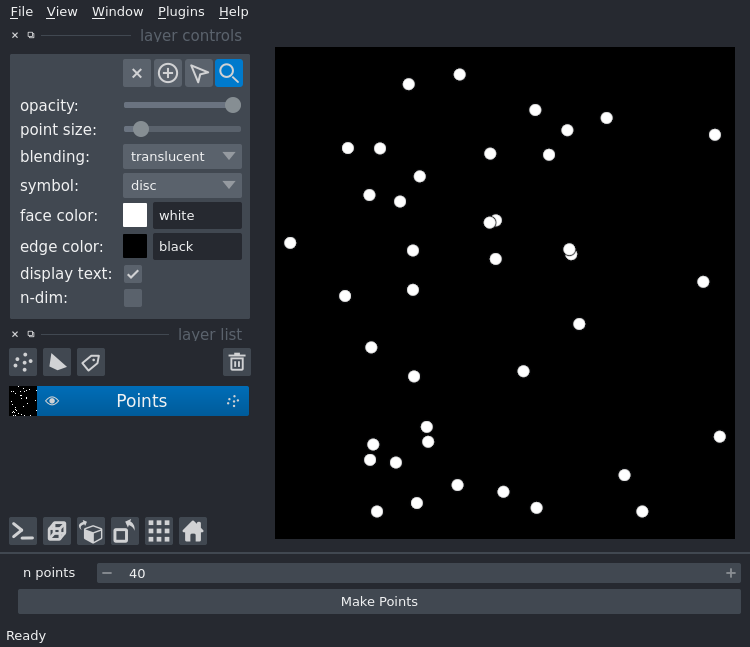 File View Window Plugins Help
layer controls
opacity:
point size:
blending: translucent
symbol: disc
face color: white
edge color: black
display text:
n-dim:
layer list
Points
n points 40
Make Points
Ready